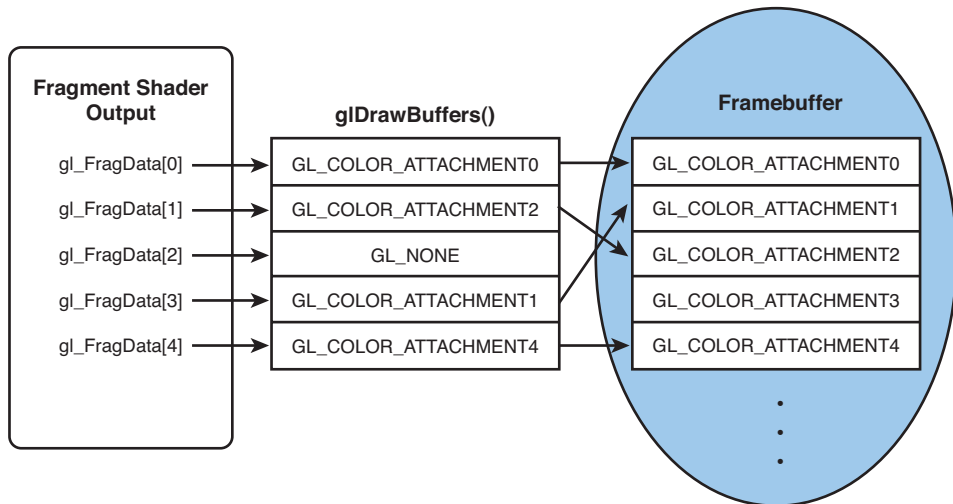 Fragment Shader
Output
gl_FragData[0]
gl_FragData[1]
gl_FragData[2]
gl_FragData[3]
gl_FragData[4]
glDrawBuffers()
GL_COLOR_ATTACHMENT0
GL_COLOR_ATTACHMENT2
GL_NONE
GL_COLOR_ATTACHMENT1
GL_COLOR_ATTACHMENT4
Framebuffer
GL_COLOR_ATTACHMENT0
GL_COLOR_ATTACHMENT1
GL_COLOR_ATTACHMENT2
GL_COLOR_ATTACHMENT3
GL_COLOR_ATTACHMENT4